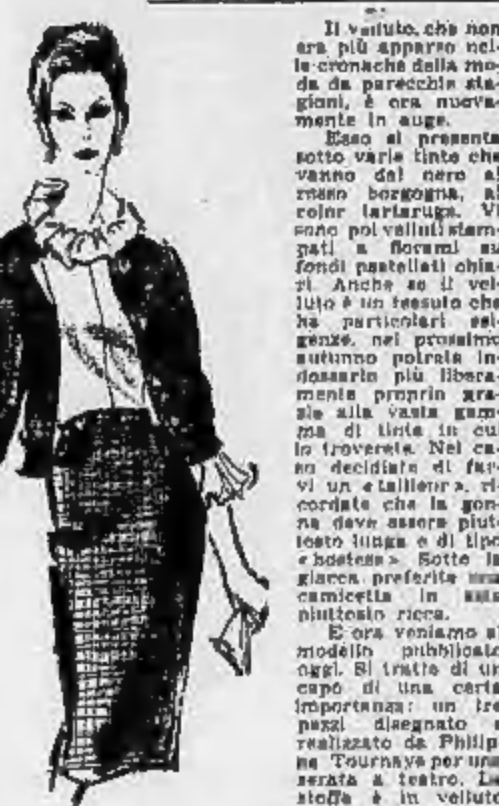 Il velluto, che non
era più apparso nel-
le cronache della mo-
da da parecchie sta-
gioni, è ora nuova-
mente in auge.
Esso si presenta
sotto varie tinte che
vanno dal nero al
rosso borgogna, al
color tartaruga. Vi
sono poi velluti stam-
pati a florami su
fondi pastellati chia-
ri. Anche se il vel-
luto è un tessuto che
ha particolari esi-
genze, nel prossimo
autunno potrete in-
dossarlo più libera-
mente proprio gra-
zie alla vasta gam-
ma di tinte in cui
lo troverete. Nel ca-
so decidiate di far-
vi un «tailleur», ri-
cordate che la gon-
na deve essere piut-
tosto lunga e di tipo
«hostess». Sotto la
giacca preferite una
camicetta in seta
piuttosto ricca.
E ora veniamo al
modello pubblicato
oggi. Si tratta di un
capo di una certa
importanza: un tre
pezzi disegnato e
realizzato da Philip-
pe Tournaye per una
serata a teatro. La
stoffa è in velluto